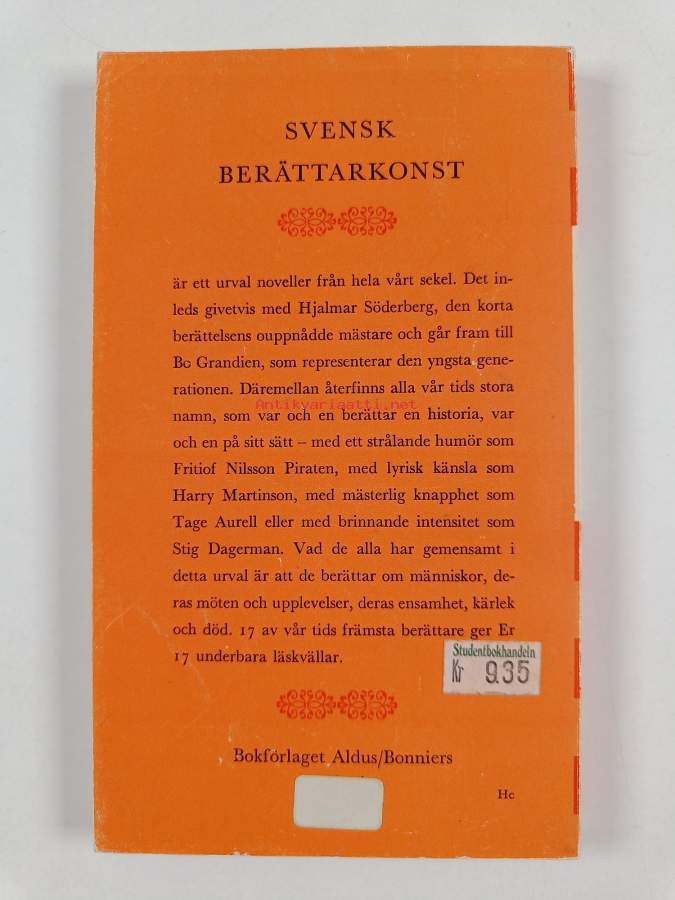 SVENSK
BERÄTTARKONST
är ett urval noveller från hela vårt sekel. Det in-
leds givetvis med Hjalmar Söderberg, den korta
berättelsens ouppnådde mästare och går fram till
Bo Grandien, som representerar den yngsta gene-
rationen. Däremellan återfinns alla vår tids stora
Antikvariaatti.net
namn, som var och en berättar en historia, var
och en på sitt sätt – med ett strålande humör som
Fritiof Nilsson Piraten, med lyrisk känsla som
Harry Martinson, med mästerlig knapphet som
Tage Aurell eller med brinnande intensitet som
Stig Dagerman. Vad de alla har gemensamt i
detta urval är att de berättar om människor, de-
ras möten och upplevelser, deras ensamhet, kärlek
och död. 17 av vår tids främsta berättare ger Er
17 underbara läskvällar.
Studentbokhandeln
Kr 9.35
Bokförlaget Aldus/Bonniers
Hc